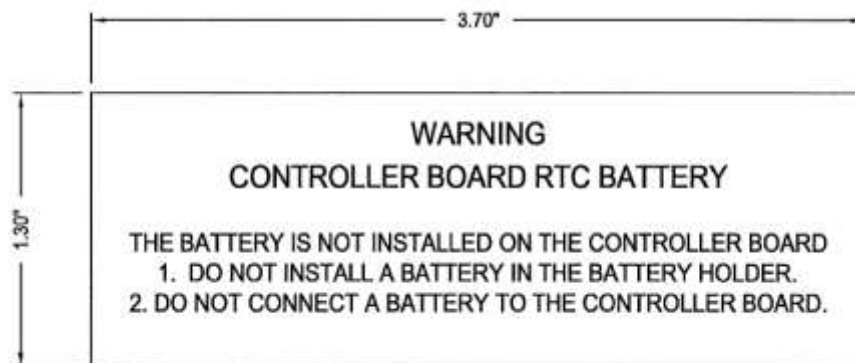 3.70"
1.30"
WARNING
CONTROLLER BOARD RTC BATTERY
THE BATTERY IS NOT INSTALLED ON THE CONTROLLER BOARD
1. DO NOT INSTALL A BATTERY IN THE BATTERY HOLDER.
2. DO NOT CONNECT A BATTERY TO THE CONTROLLER BOARD.